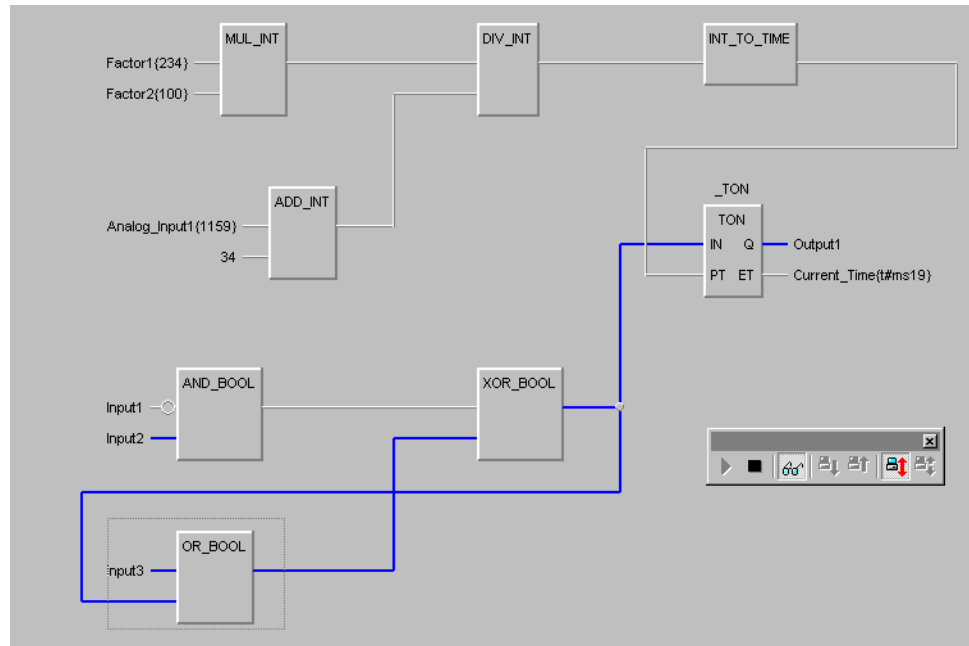 MUL_INT
DIV_INT
INT_TO_TIME
Factor1{234}
Factor2{100}
ADD_INT
Analog_Input1{1159}
34
_TON
TON
IN Q
Output1
PT ET
Current_Time{t#ms19}
AND_BOOL
XOR_BOOL
Input1
Input2
OR_BOOL
nput3